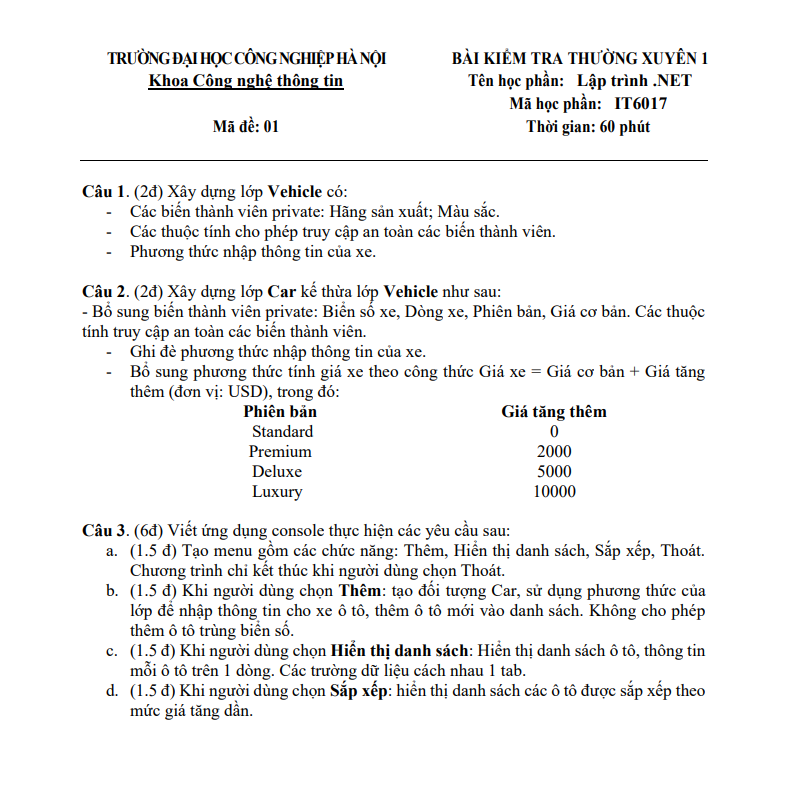 TRƯỜNG ĐẠI HỌC CÔNG NGHIỆP HÀ NỘI
Khoa Công nghệ thông tin
Mã đề: 01
BÀI KIỂM TRA THƯỜNG XUYÊN 1
Tên học phần: Lập trình .NET
Mã học phần: IT6017
Thời gian: 60 phút
Câu 1. (2đ) Xây dựng lớp Vehicle có:
- Các biến thành viên private: Hãng sản xuất; Màu sắc.
- Các thuộc tính cho phép truy cập an toàn các biến thành viên.
- Phương thức nhập thông tin của xe.
Câu 2. (2đ) Xây dựng lớp Car kế thừa lớp Vehicle như sau:
- Bổ sung biến thành viên private: Biển số xe, Dòng xe, Phiên bản, Giá cơ bản. Các thuộc
tính truy cập an toàn các biến thành viên.
- Ghi đè phương thức nhập thông tin của xe.
- Bổ sung phương thức tính giá xe theo công thức Giá xe = Giá cơ bản + Giá tăng
thêm (đơn vị: USD), trong đó:
Phiên bản Giá tăng thêm
Standard 0
Premium 2000
Deluxe 5000
Luxury 10000
Câu 3. (6đ) Viết ứng dụng console thực hiện các yêu cầu sau:
a. (1.5 đ) Tạo menu gồm các chức năng: Thêm, Hiển thị danh sách, Sắp xếp, Thoát.
Chương trình chỉ kết thúc khi người dùng chọn Thoát.
b. (1.5 đ) Khi người dùng chọn Thêm: tạo đối tượng Car, sử dụng phương thức của
lớp để nhập thông tin cho xe ô tô, thêm ô tô mới vào danh sách. Không cho phép
thêm ô tô trùng biển số.
c. (1.5 đ) Khi người dùng chọn Hiển thị danh sách: Hiển thị danh sách ô tô, thông tin
mỗi ô tô trên 1 dòng. Các trường dữ liệu cách nhau 1 tab.
d. (1.5 đ) Khi người dùng chọn Sắp xếp: hiển thị danh sách các ô tô được sắp xếp theo
mức giá tăng dần.